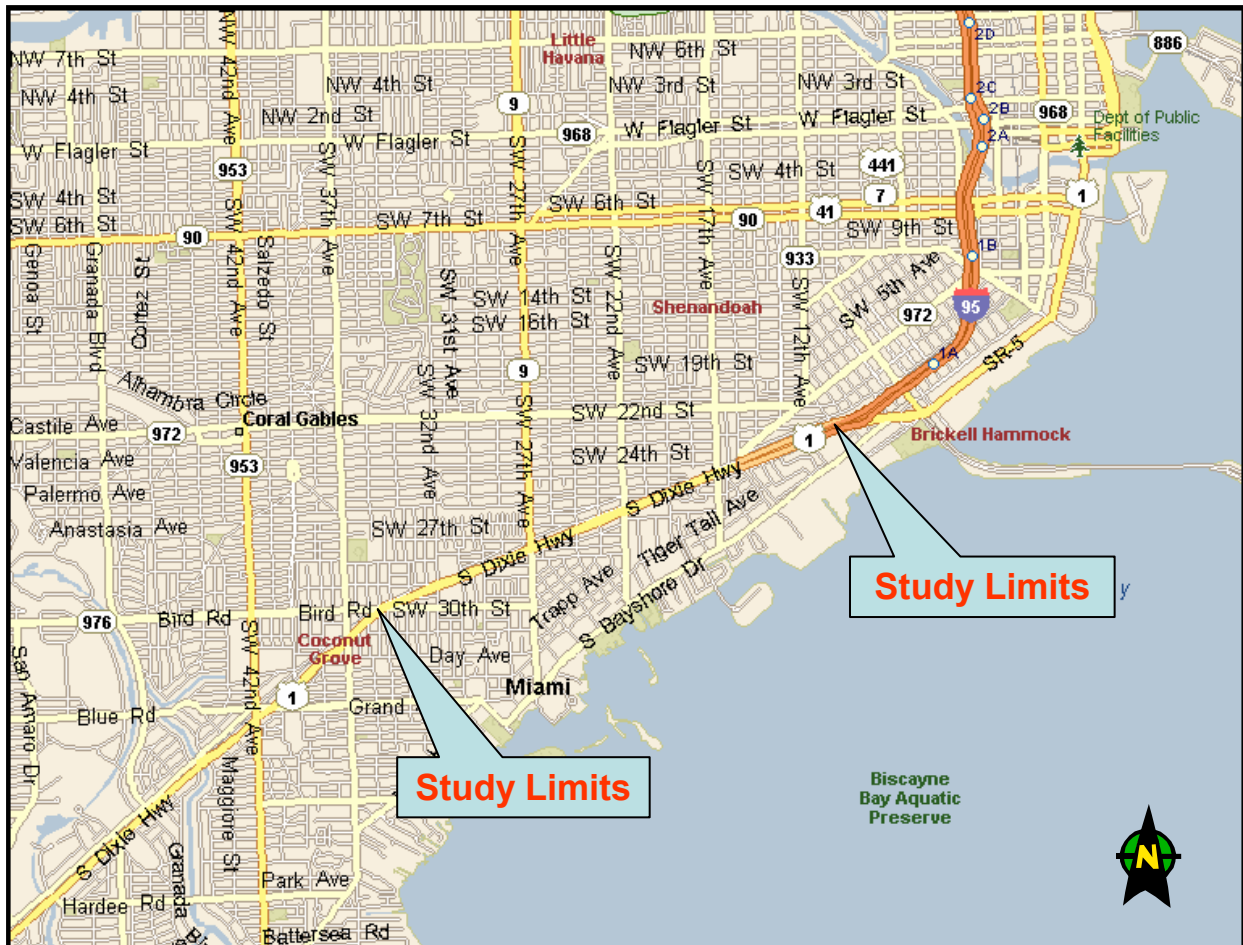 2D
886
NW 7th St
SW 42nd Ave
Little
Havana
NW 6th St
NW 4th St
NW 4th St
NW 3rd St
NW 3rd St
2C
9
NW 2nd St
968
W Flagler St
W Flagler St
2B
968
Dept of Public
Facilities
W Flagler St
2A
953
SW 37th Ave
SW 27th Ave
SW 17th Ave
SW 4th St
441
7
SW 4th St
SW 6th St
1
SW 6th St
SW 7th St
90
41
90
SW 9th St
Genoa St
Granada Blvd
Cortez St
SW 42nd Ave
Salzedo St
SW 31st Ave
SW 22nd Ave
933
1B
SW 5th Ave
SW 14th St
SW 16th St
Shenandoah
SW 12th Ave
972
95
SR-5
SW 19th St
1A
9
Alhambra Circle
SW 32nd Ave
SW 27th Ave
Coral Gables
SW 22nd St
Castile Ave
972
1
Brickell Hammock
Valencia Ave
953
SW 24th St
Palermo Ave
S Dixie Hwy
Anastasia Ave
SW 27th St
S Dixie Hwy
Tiger Tail Ave
Trapp Ave
S Bayshore Dr
Study Limits
y
976
Bird Rd
Bird Rd
SW 30th St
SW 42nd Ave
Coconut
Grove
Day Ave
San Amaro Dr
1
Miami
Blue Rd
Grand
Study Limits
Maggiore St
Biscayne
Bay Aquatic
Preserve
S Dixie Hwy
Granada
N
Park Ave
Hardee Rd
Battersea Rd